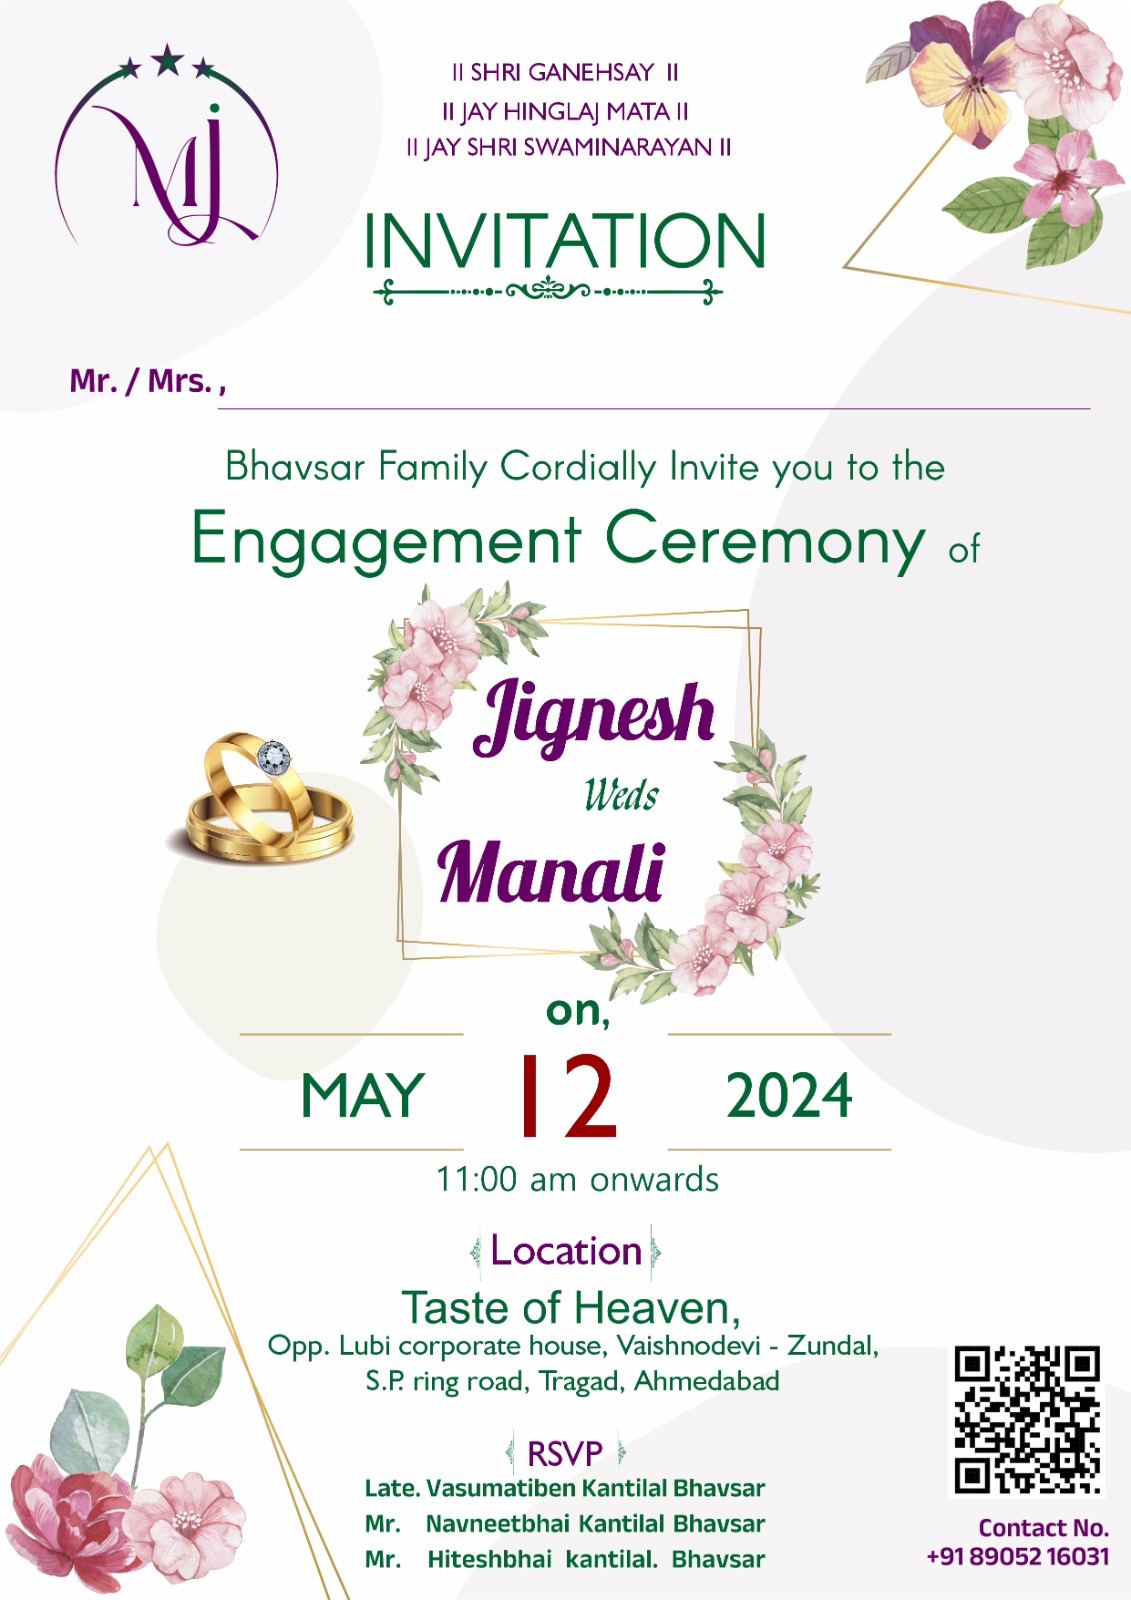 MJ
II SHRI GANEHSAY II
II JAY HINGLAJ MATA II
II JAY SHRI SWAMINARAYAN II
INVITATION
Mr. / Mrs. ,
Bhavsar Family Cordially Invite you to the
Engagement Ceremony of
Jignesh
Weds
Manali
on,
MAY 12 2024
11:00 am onwards
Location
Taste of Heaven,
Opp. Lubi corporate house, Vaishnodevi - Zundal,
S.P. ring road, Tragad, Ahmedabad
RSVP
Late. Vasumatiben Kantilal Bhavsar
Mr. Navneetbhai Kantilal Bhavsar
Mr. Hiteshbhai kantilal. Bhavsar
Contact No.
+91 89052 16031